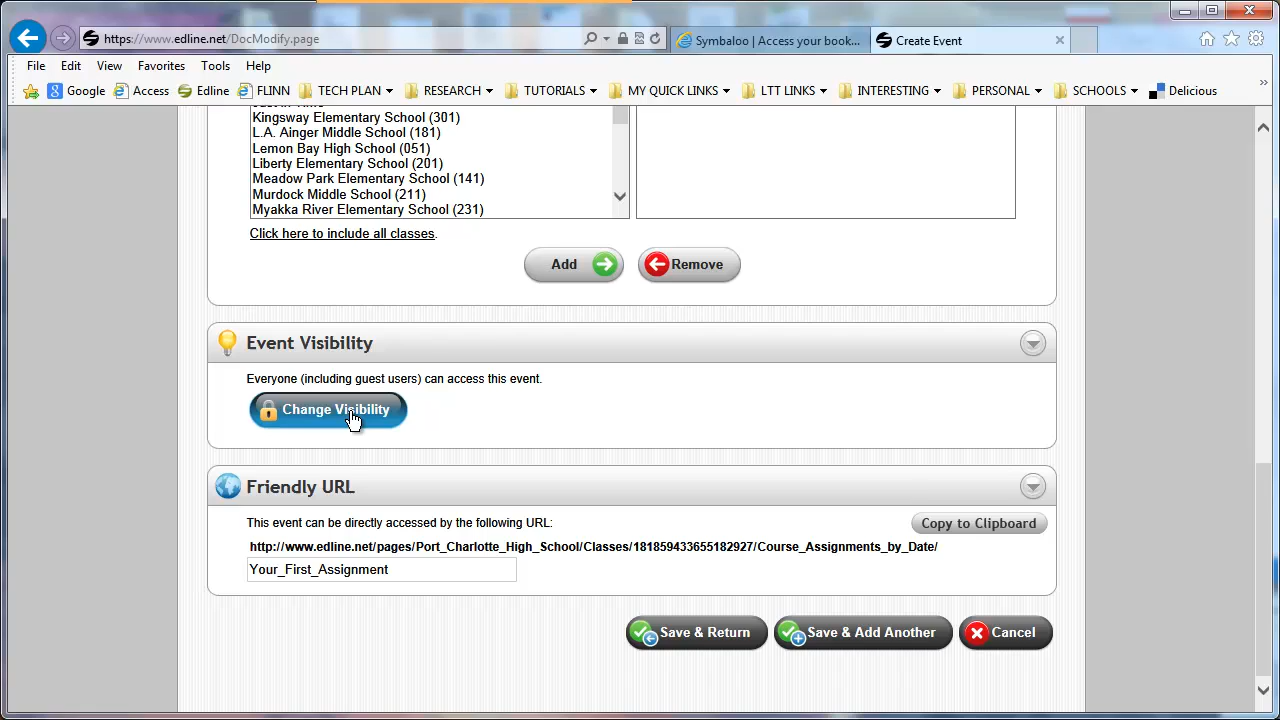 https://www.edline.net/DocModify.page
Symbaloo | Access your book...
Create Event
File Edit View Favorites Tools Help
Google Access Edline FLINN TECH PLAN RESEARCH TUTORIALS MY QUICK LINKS LTT LINKS INTERESTING PERSONAL SCHOOLS Delicious
Kingsway Elementary School (301)
L.A. Ainger Middle School (181)
Lemon Bay High School (051)
Liberty Elementary School (201)
Meadow Park Elementary School (141)
Murdock Middle School (211)
Myakka River Elementary School (231)
Click here to include all classes.
Add Remove
Event Visibility
Everyone (including guest users) can access this event.
Change Visibility
Friendly URL
This event can be directly accessed by the following URL:
Copy to Clipboard
http://www.edline.net/pages/Port_Charlotte_High_School/Classes/181859433655182927/Course_Assignments_by_Date/
Your_First_Assignment
Save & Return Save & Add Another Cancel